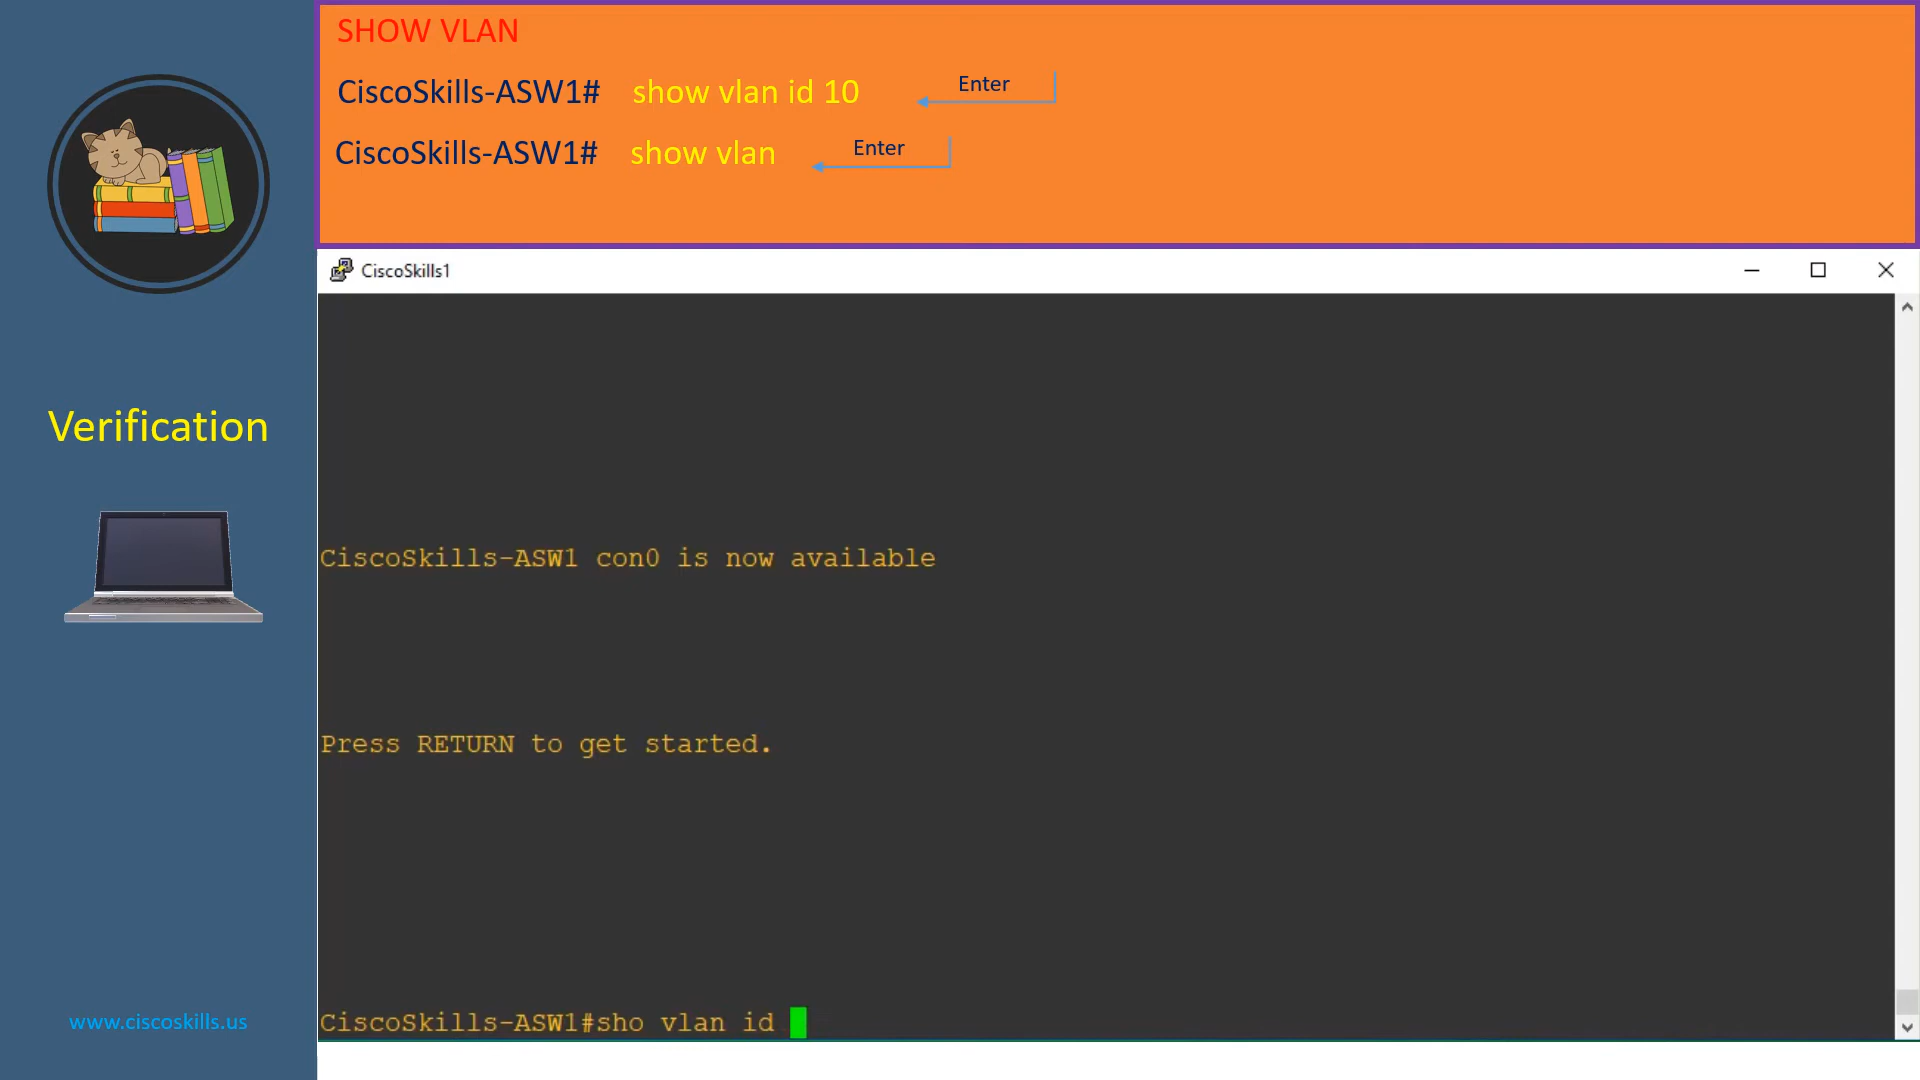 SHOW VLAN
CiscoSkills-ASW1# show vlan id 10 Enter
CiscoSkills-ASW1# show vlan Enter
CiscoSkills1
Verification
CiscoSkills-ASW1 con0 is now available
Press RETURN to get started.
CiscoSkills-ASW1#sho vlan id
www.ciscoskills.us